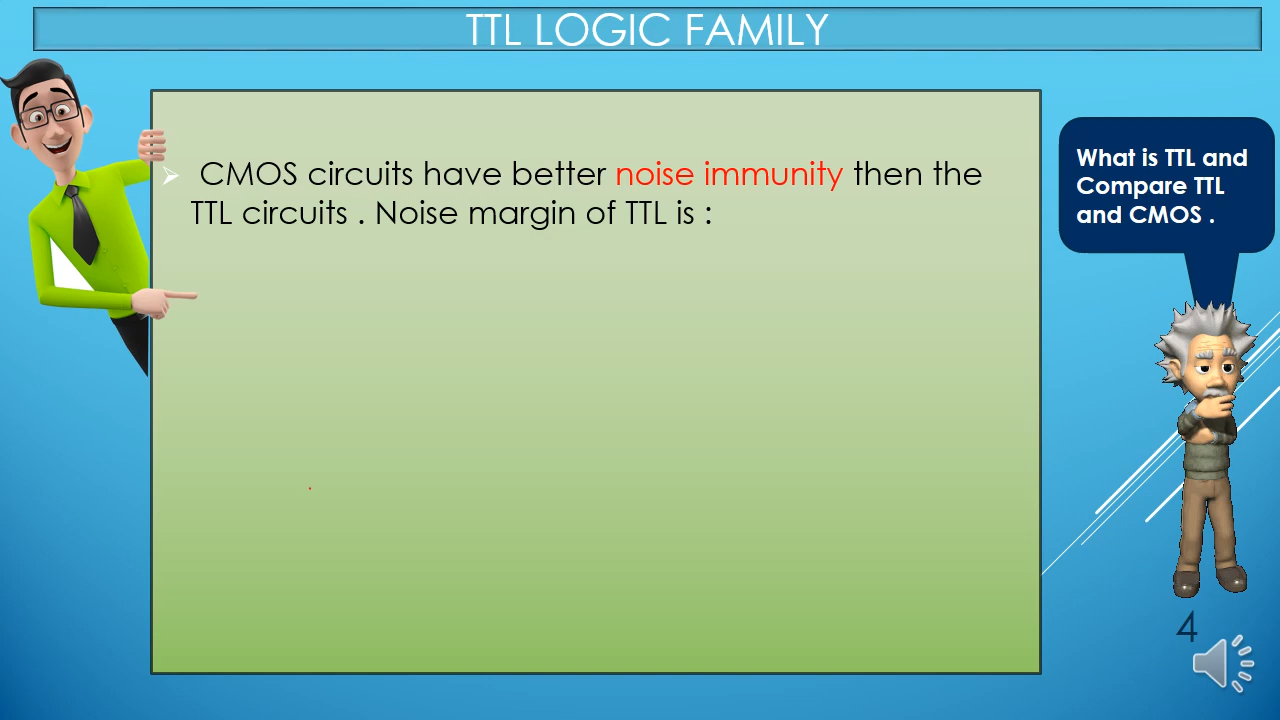 TTL LOGIC FAMILY
CMOS circuits have better noise immunity then the
TTL circuits . Noise margin of TTL is :
What is TTL and
Compare TTL
and CMOS .
4